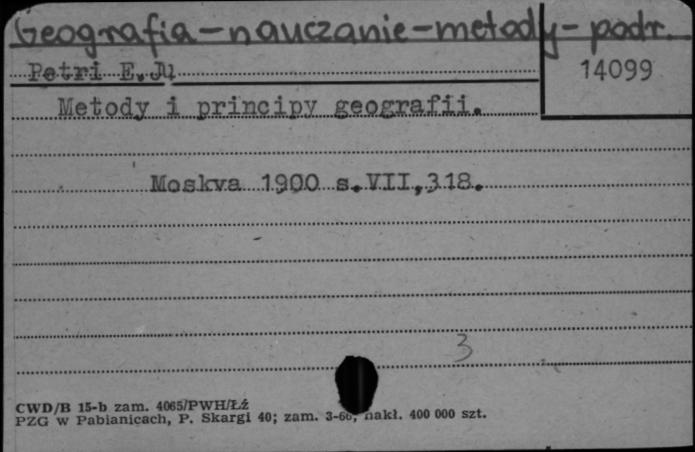 Geografia-nauczanie-metody-podr.
Petri E.Ju
14099
Metody i principy geografii.
Moskva 1900 s.VII,318.
3
CWD/B 15-b zam. 4065/PWH/Łź
PZG w Pabianicach, P. Skargi 40; zam. 3-66, nakł. 400 000 szt.